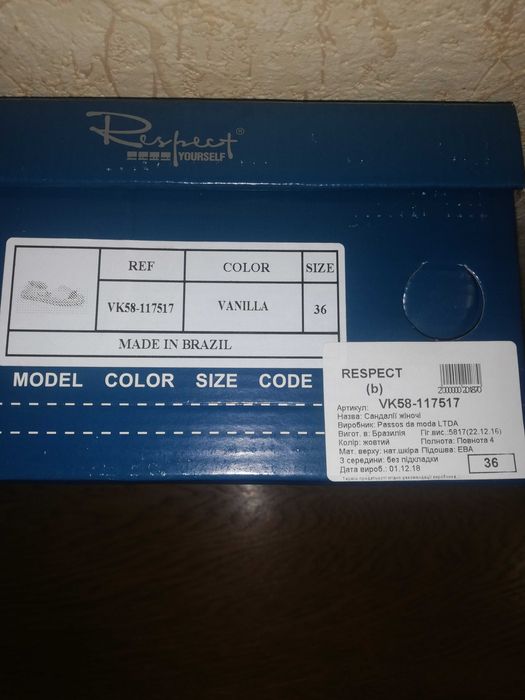 Respect®
YOURSELF
REF COLOR SIZE
VK58-117517 VANILLA 36
MADE IN BRAZIL
MODEL COLOR SIZE CODE
RESPECT
(b)
Артикул: VK58-117517
Назва: Сандалії жіночі
Виробник: Passos da moda LTDA
Вигот. в: Бразилія Гіг.вис.:5817(22.12.16)
Колір: жовтий Полнота: Повнота 4
Мат. верху: нат.шкіра Підошва: ЕВА
З середини: без підкладки
Дата вироб.: 01.12.18
36